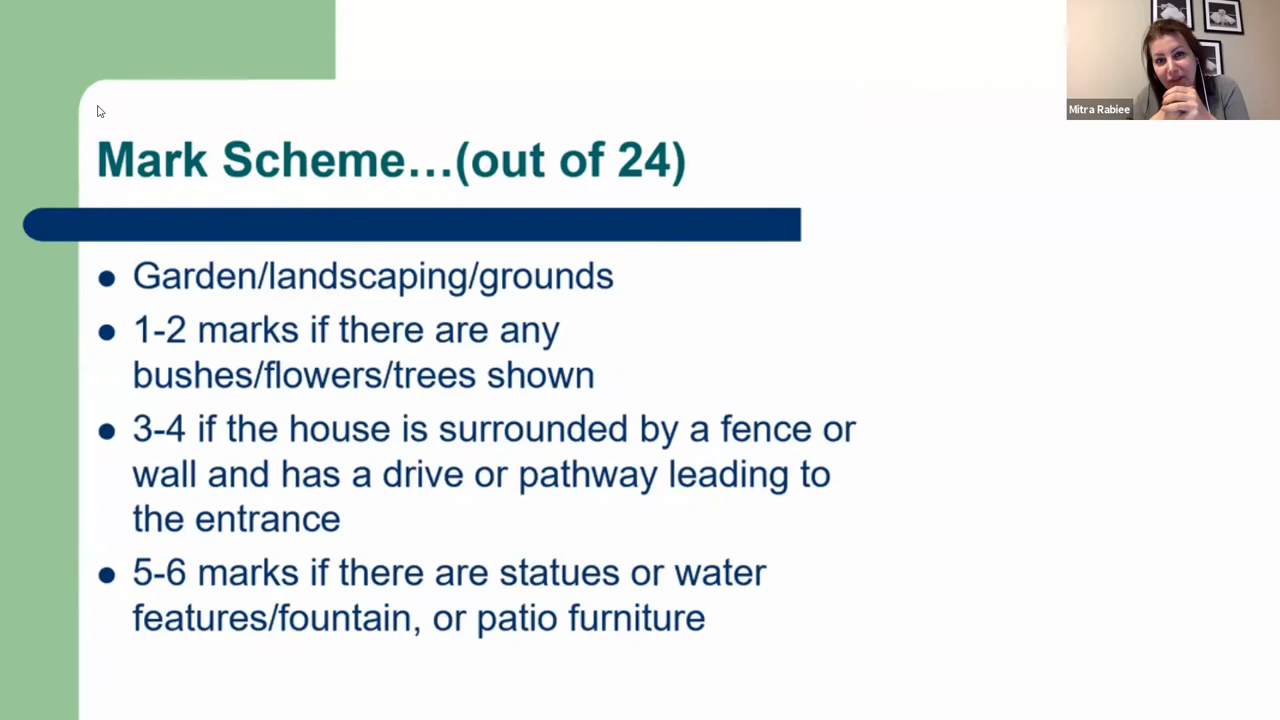 Mitra Rabiee
Mark Scheme…(out of 24)
Garden/landscaping/grounds
1-2 marks if there are any
bushes/flowers/trees shown
3-4 if the house is surrounded by a fence or
wall and has a drive or pathway leading to
the entrance
5-6 marks if there are statues or water
features/fountain, or patio furniture